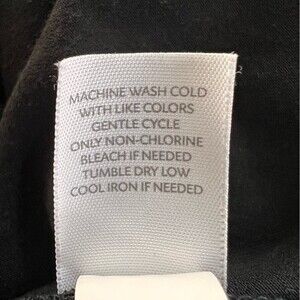 MACHINE WASH COLD
WITH LIKE COLORS
GENTLE CYCLE
ONLY NON-CHLORINE
BLEACH IF NEEDED
TUMBLE DRY LOW
COOL IRON IF NEEDED